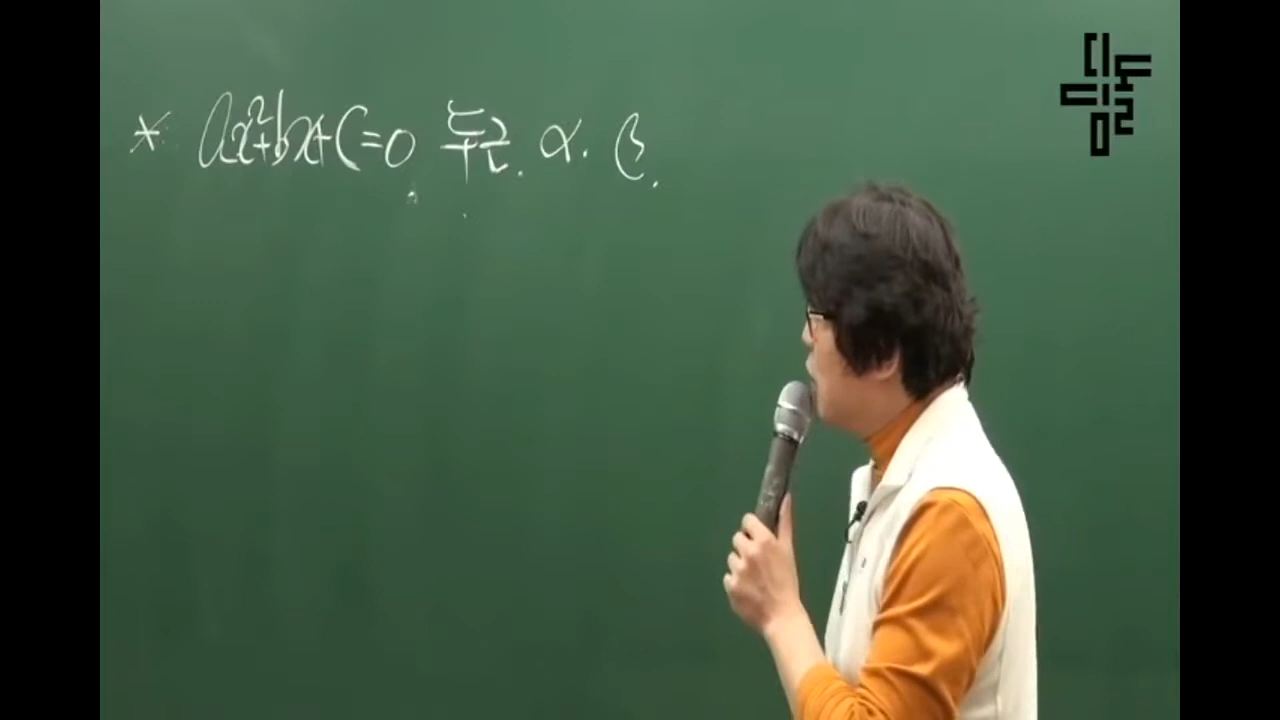 * ax²+bx+c=0 두근. α. β.